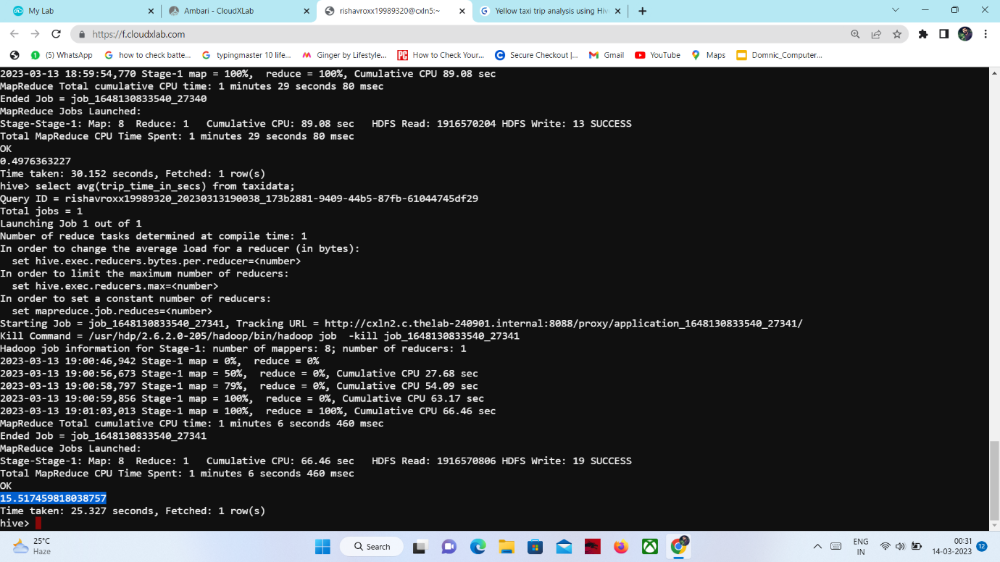 My Lab
Ambari - CloudXLab
rishavroxx19989320@cxln5:~
Yellow taxi trip analysis using Hiv
https://f.cloudxlab.com
(5) WhatsApp
how to check batte...
typingmaster 10 life...
Ginger by Lifestyle...
How to Check Your...
Secure Checkout |...
Gmail
YouTube
Maps
Domnic_Computer...
2023-03-13 18:59:54,770 Stage-1 map = 100%,  reduce = 100%, Cumulative CPU 89.08 sec
MapReduce Total cumulative CPU time: 1 minutes 29 seconds 80 msec
Ended Job = job_1648130833540_27340
MapReduce Jobs Launched:
Stage-Stage-1: Map: 8  Reduce: 1   Cumulative CPU: 89.08 sec   HDFS Read: 1916570204 HDFS Write: 13 SUCCESS
Total MapReduce CPU Time Spent: 1 minutes 29 seconds 80 msec
OK
0.4976363227
Time taken: 30.152 seconds, Fetched: 1 row(s)
hive> select avg(trip_time_in_secs) from taxidata;
Query ID = rishavroxx19989320_20230313190038_173b2881-9409-44b5-87fb-61044745df29
Total jobs = 1
Launching Job 1 out of 1
Number of reduce tasks determined at compile time: 1
In order to change the average load for a reducer (in bytes):
  set hive.exec.reducers.bytes.per.reducer=<number>
In order to limit the maximum number of reducers:
  set hive.exec.reducers.max=<number>
In order to set a constant number of reducers:
  set mapreduce.job.reduces=<number>
Starting Job = job_1648130833540_27341, Tracking URL = http://cxln2.c.thelab-240901.internal:8088/proxy/application_1648130833540_27341/
Kill Command = /usr/hdp/2.6.2.0-205/hadoop/bin/hadoop job  -kill job_1648130833540_27341
Hadoop job information for Stage-1: number of mappers: 8; number of reducers: 1
2023-03-13 19:00:46,942 Stage-1 map = 0%,  reduce = 0%
2023-03-13 19:00:56,673 Stage-1 map = 50%,  reduce = 0%, Cumulative CPU 27.68 sec
2023-03-13 19:00:58,797 Stage-1 map = 79%,  reduce = 0%, Cumulative CPU 54.09 sec
2023-03-13 19:00:59,856 Stage-1 map = 100%,  reduce = 0%, Cumulative CPU 63.17 sec
2023-03-13 19:01:03,013 Stage-1 map = 100%,  reduce = 100%, Cumulative CPU 66.46 sec
MapReduce Total cumulative CPU time: 1 minutes 6 seconds 460 msec
Ended Job = job_1648130833540_27341
MapReduce Jobs Launched:
Stage-Stage-1: Map: 8  Reduce: 1   Cumulative CPU: 66.46 sec   HDFS Read: 1916570806 HDFS Write: 19 SUCCESS
Total MapReduce CPU Time Spent: 1 minutes 6 seconds 460 msec
OK
15.517459818038757
Time taken: 25.327 seconds, Fetched: 1 row(s)
hive>
25°C
Haze
Search
ENG
IN
00:31
14-03-2023
12